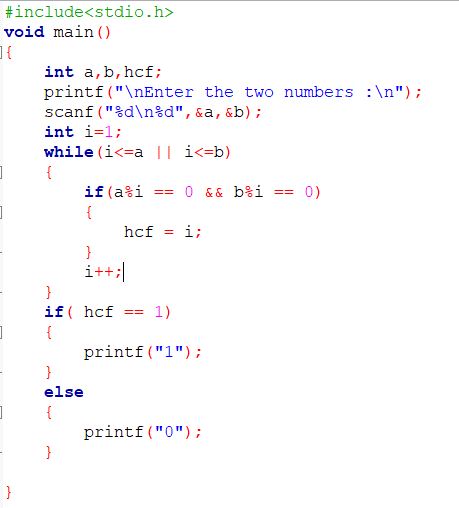 #include<stdio.h>
void main()
{
    int a,b,hcf;
    printf("\nEnter the two numbers :\n");
    scanf("%d\n%d",&a,&b);
    int i=1;
    while(i<=a || i<=b)
    {
        if(a%i == 0 && b%i == 0)
        {
            hcf = i;
        }
        i++;
    }
    if( hcf == 1)
    {
        printf("1");
    }
    else
    {
        printf("0");
    }

}